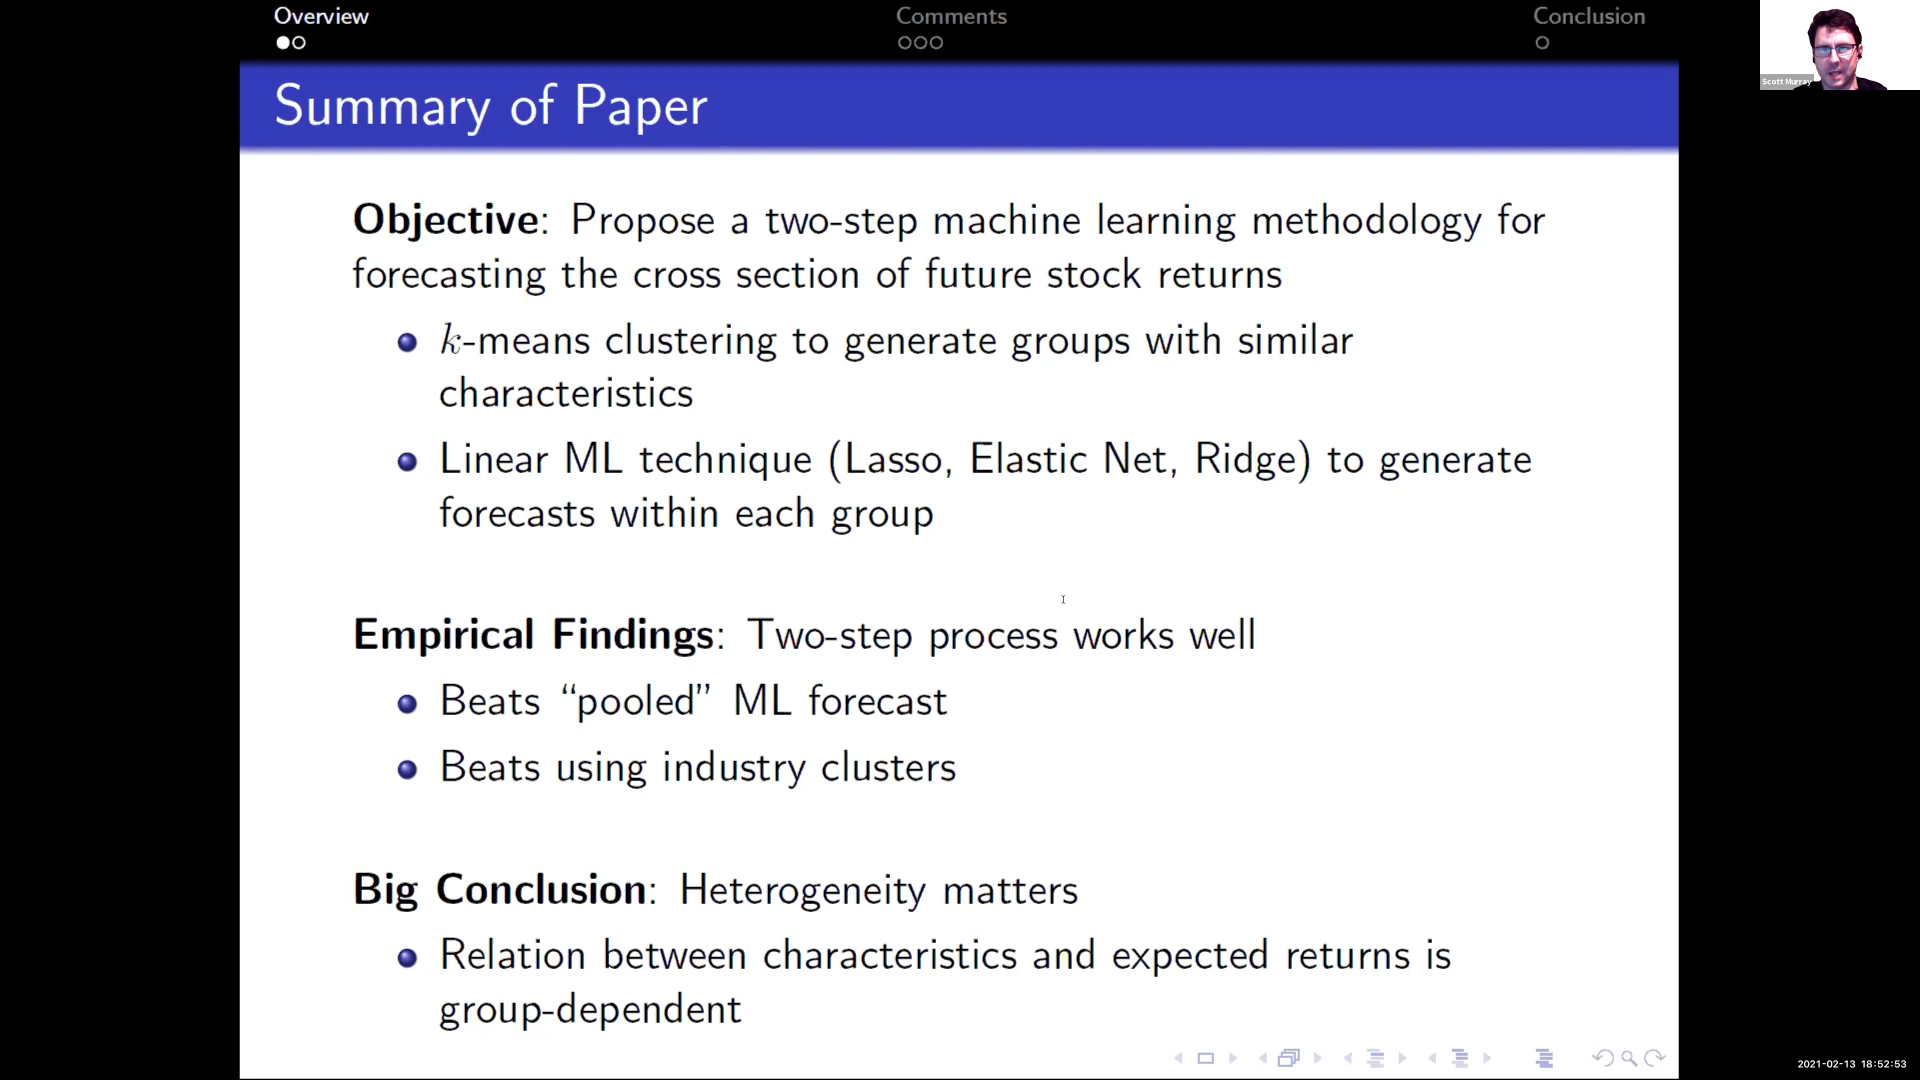 Overview Comments Conclusion
Scott Murray
Summary of Paper
Objective: Propose a two-step machine learning methodology for
forecasting the cross section of future stock returns
k-means clustering to generate groups with similar
characteristics
Linear ML technique (Lasso, Elastic Net, Ridge) to generate
forecasts within each group
Empirical Findings: Two-step process works well
Beats “pooled” ML forecast
Beats using industry clusters
Big Conclusion: Heterogeneity matters
Relation between characteristics and expected returns is
group-dependent
2021-02-13 18:52:53